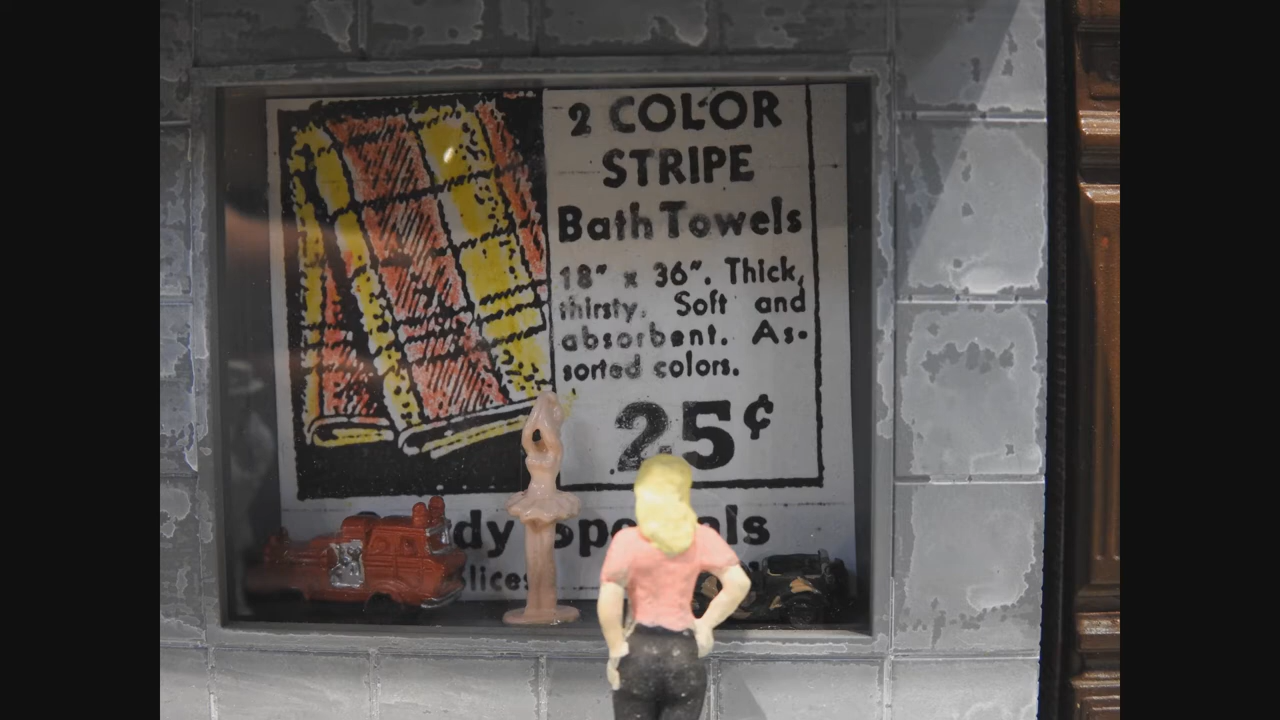 2 COLOR
STRIPE
Bath Towels
18" x 36". Thick,
thirsty. Soft and
absorbent. As-
sorted colors.
25¢